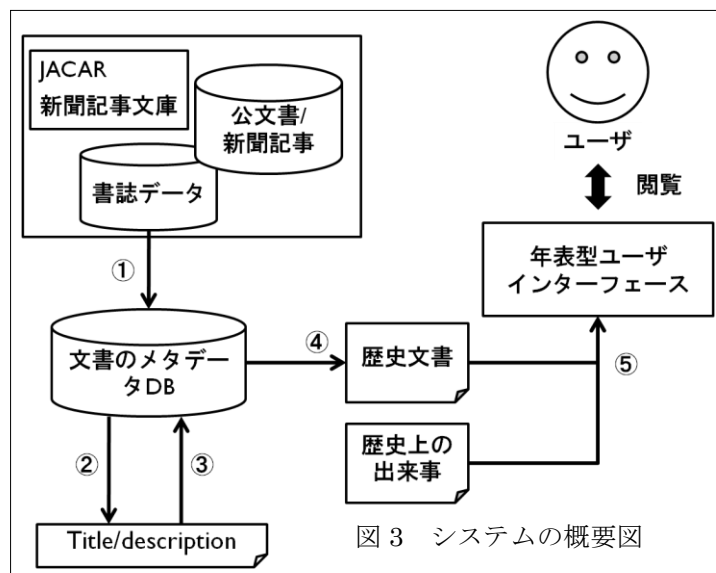 JACAR
新聞記事文庫
公文書/
新聞記事
書誌データ
ユーザ
閲覧
年表型ユーザ
インターフェース
①
文書のメタデー
タDB
④
歴史文書
⑤
歴史上の
出来事
②
③
Title/description
図 3 システムの概要図